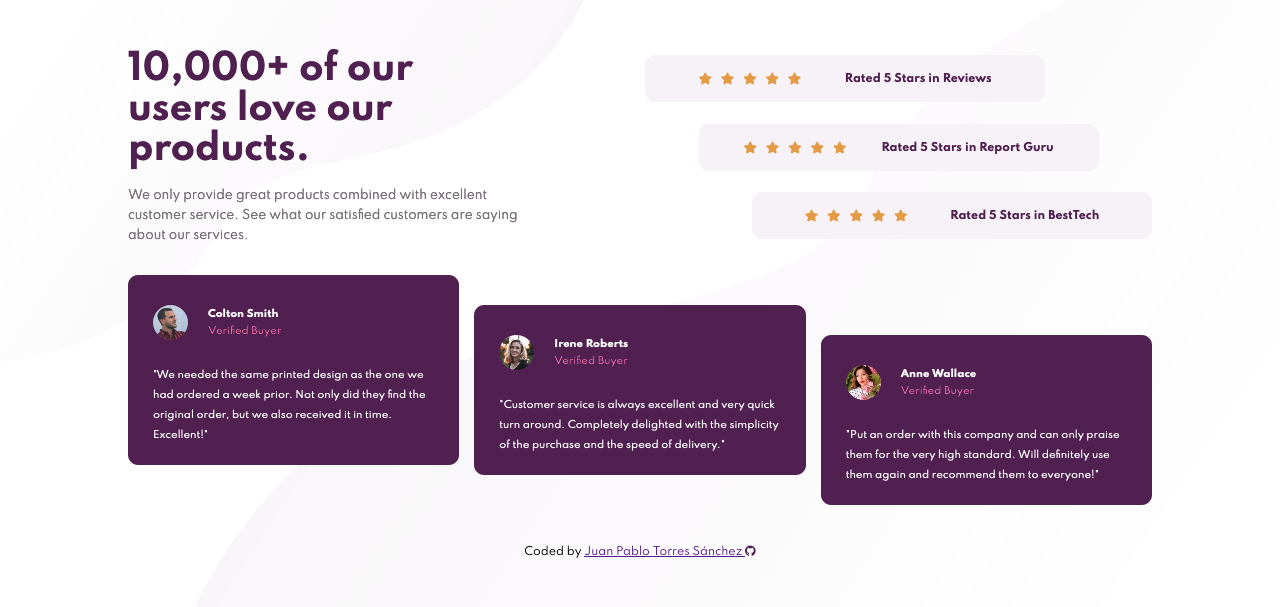 10,000+ of our
users love our
products.
We only provide great products combined with excellent
customer service. See what our satisfied customers are saying
about our services.
Rated 5 Stars in Reviews
Rated 5 Stars in Report Guru
Rated 5 Stars in BestTech
Colton Smith
Verified Buyer
"We needed the same printed design as the one we
had ordered a week prior. Not only did they find the
original order, but we also received it in time.
Excellent!"
Irene Roberts
Verified Buyer
"Customer service is always excellent and very quick
turn around. Completely delighted with the simplicity
of the purchase and the speed of delivery."
Anne Wallace
Verified Buyer
"Put an order with this company and can only praise
them for the very high standard. Will definitely use
them again and recommend them to everyone!"
Coded by Juan Pablo Torres Sánchez